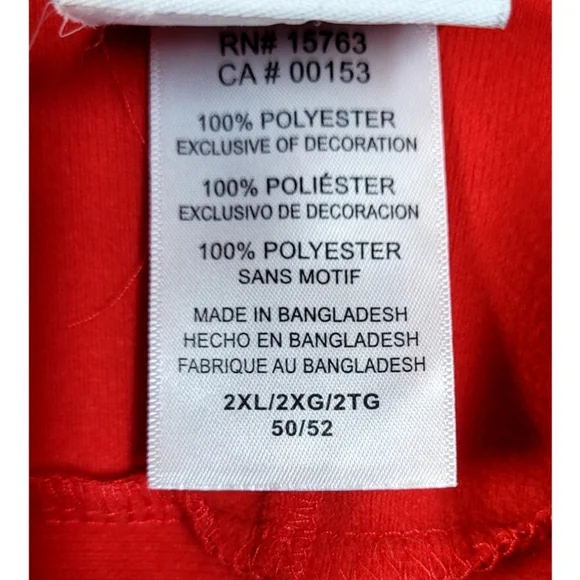 RN# 15763
CA # 00153
100% POLYESTER
EXCLUSIVE OF DECORATION
100% POLIÉSTER
EXCLUSIVO DE DECORACION
100% POLYESTER
SANS MOTIF
MADE IN BANGLADESH
HECHO EN BANGLADESH
FABRIQUE AU BANGLADESH
2XL/2XG/2TG
50/52